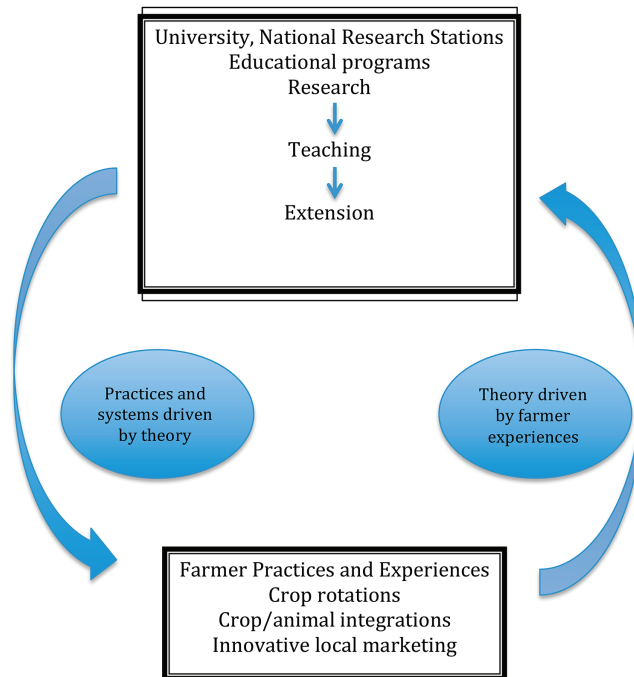 University, National Research Stations
Educational programs
Research
Teaching
Extension
Practices and
systems driven
by theory
Theory driven
by farmer
experiences
Farmer Practices and Experiences
Crop rotations
Crop/animal integrations
Innovative local marketing